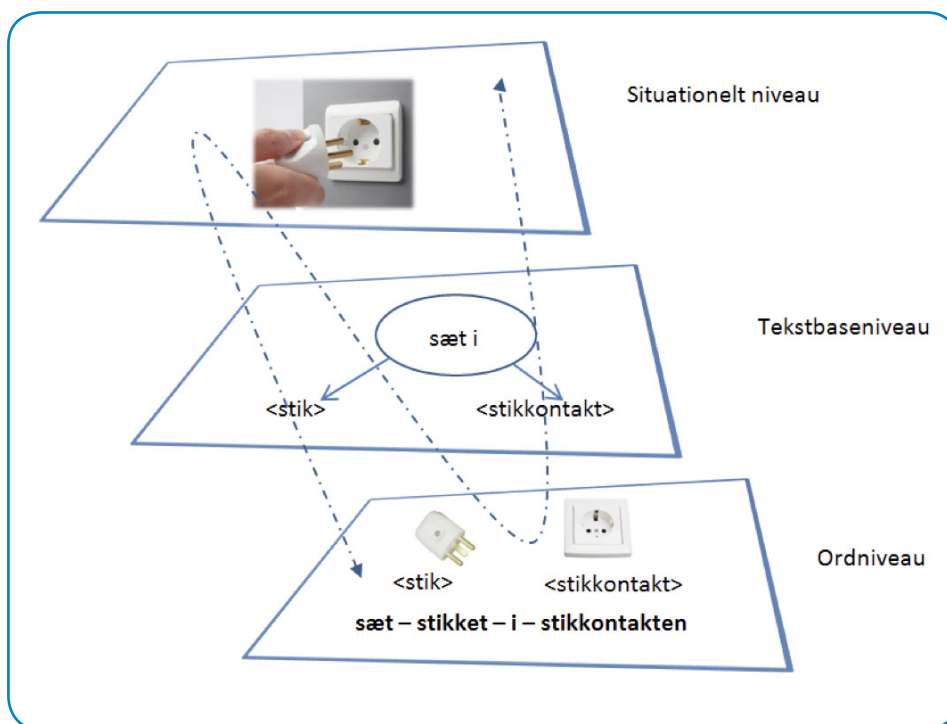 Situationelt niveau
sæt i
Tekstbaseniveau
<stik>
<stikkontakt>
Ordniveau
<stik>
<stikkontakt>
sæt – stikket – i – stikkontakten